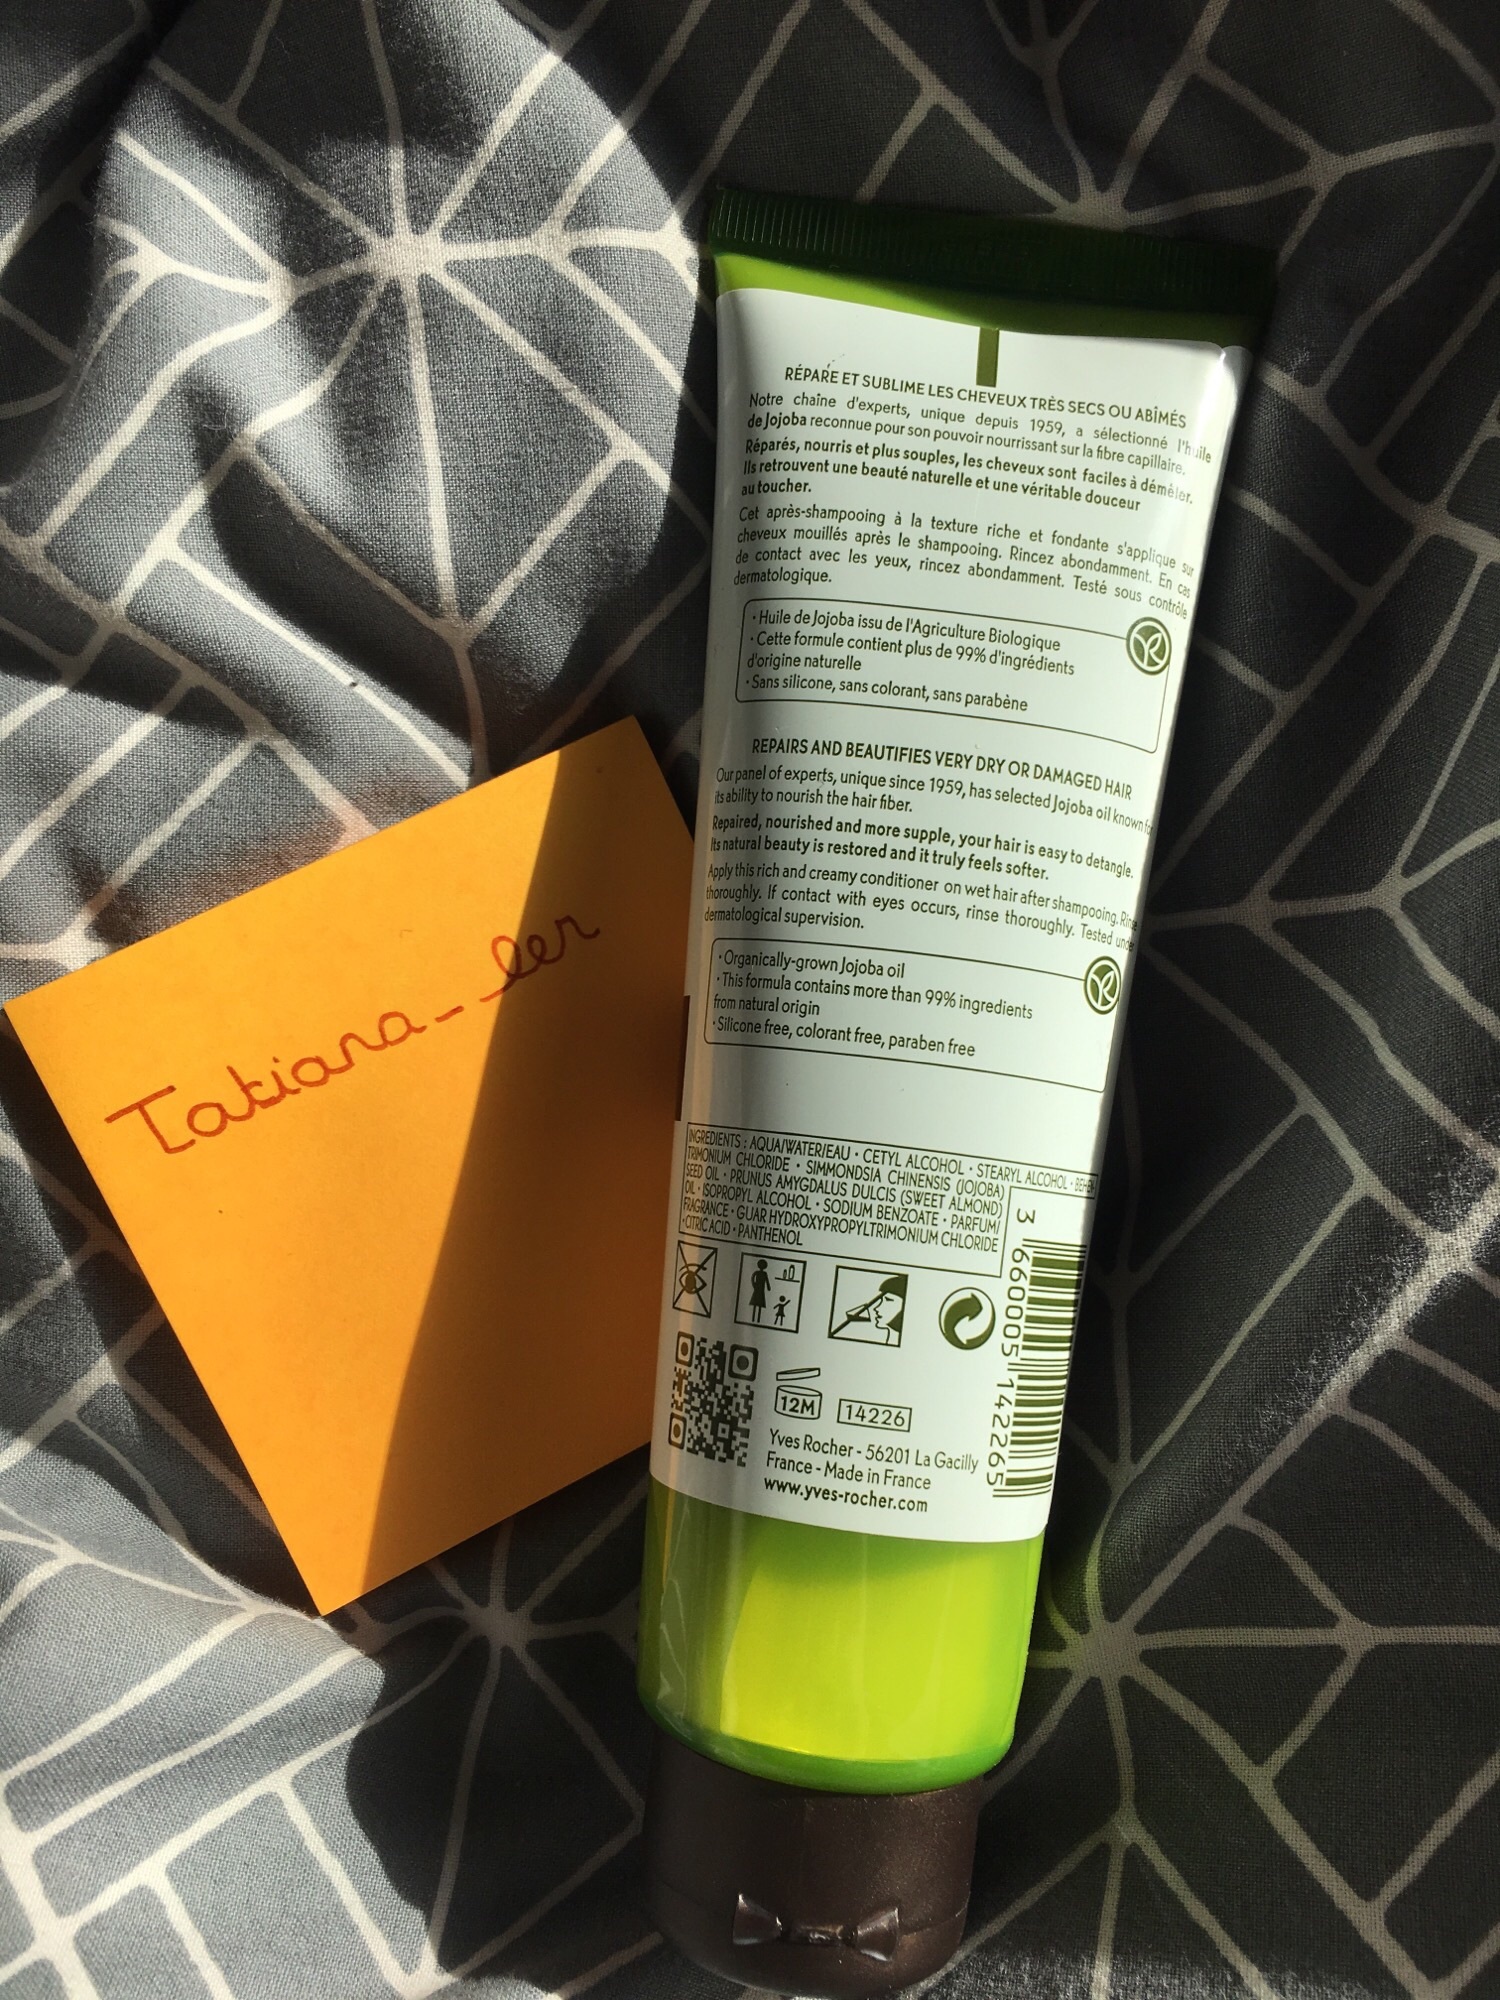 RÉPARE ET SUBLIME LES CHEVEUX TRÈS SECS OU ABÎMÉS
Notre chaîne d'experts, unique depuis 1959, a sélectionné l'huile
de Jojoba reconnue pour son pouvoir nourrissant sur la fibre capillaire.
Réparés, nourris et plus souples, les cheveux sont faciles à démêler.
Ils retrouvent une beauté naturelle et une véritable douceur
au toucher.
Cet après-shampooing à la texture riche et fondante s'applique sur
cheveux mouillés après le shampooing. Rincez abondamment. En cas
de contact avec les yeux, rincez abondamment. Testé sous contrôle
dermatologique.
· Huile de Jojoba issu de l'Agriculture Biologique
· Cette formule contient plus de 99% d'ingrédients
d'origine naturelle
· Sans silicone, sans colorant, sans parabène
REPAIRS AND BEAUTIFIES VERY DRY OR DAMAGED HAIR
Our panel of experts, unique since 1959, has selected Jojoba oil known for
its ability to nourish the hair fiber.
Repaired, nourished and more supple, your hair is easy to detangle.
Its natural beauty is restored and it truly feels softer.
Apply this rich and creamy conditioner on wet hair after shampooing. Rinse
thoroughly. If contact with eyes occurs, rinse thoroughly. Tested under
dermatological supervision.
· Organically-grown Jojoba oil
· This formula contains more than 99% ingredients
from natural origin
· Silicone free, colorant free, paraben free
INGREDIENTS : AQUA/WATER/EAU · CETYL ALCOHOL · STEARYL ALCOHOL · BEHEN
TRIMONIUM CHLORIDE · SIMMONDSIA CHINENSIS (JOJOBA)
SEED OIL · PRUNUS AMYGDALUS DULCIS (SWEET ALMOND)
OIL · ISOPROPYL ALCOHOL · SODIUM BENZOATE · PARFUM/
FRAGRANCE · GUAR HYDROXYPROPYLTRIMONIUM CHLORIDE
· CITRIC ACID · PANTHENOL
12M
14226
Yves Rocher - 56201 La Gacilly
France - Made in France
www.yves-rocher.com
3 660005 142265
Tatiana_ler